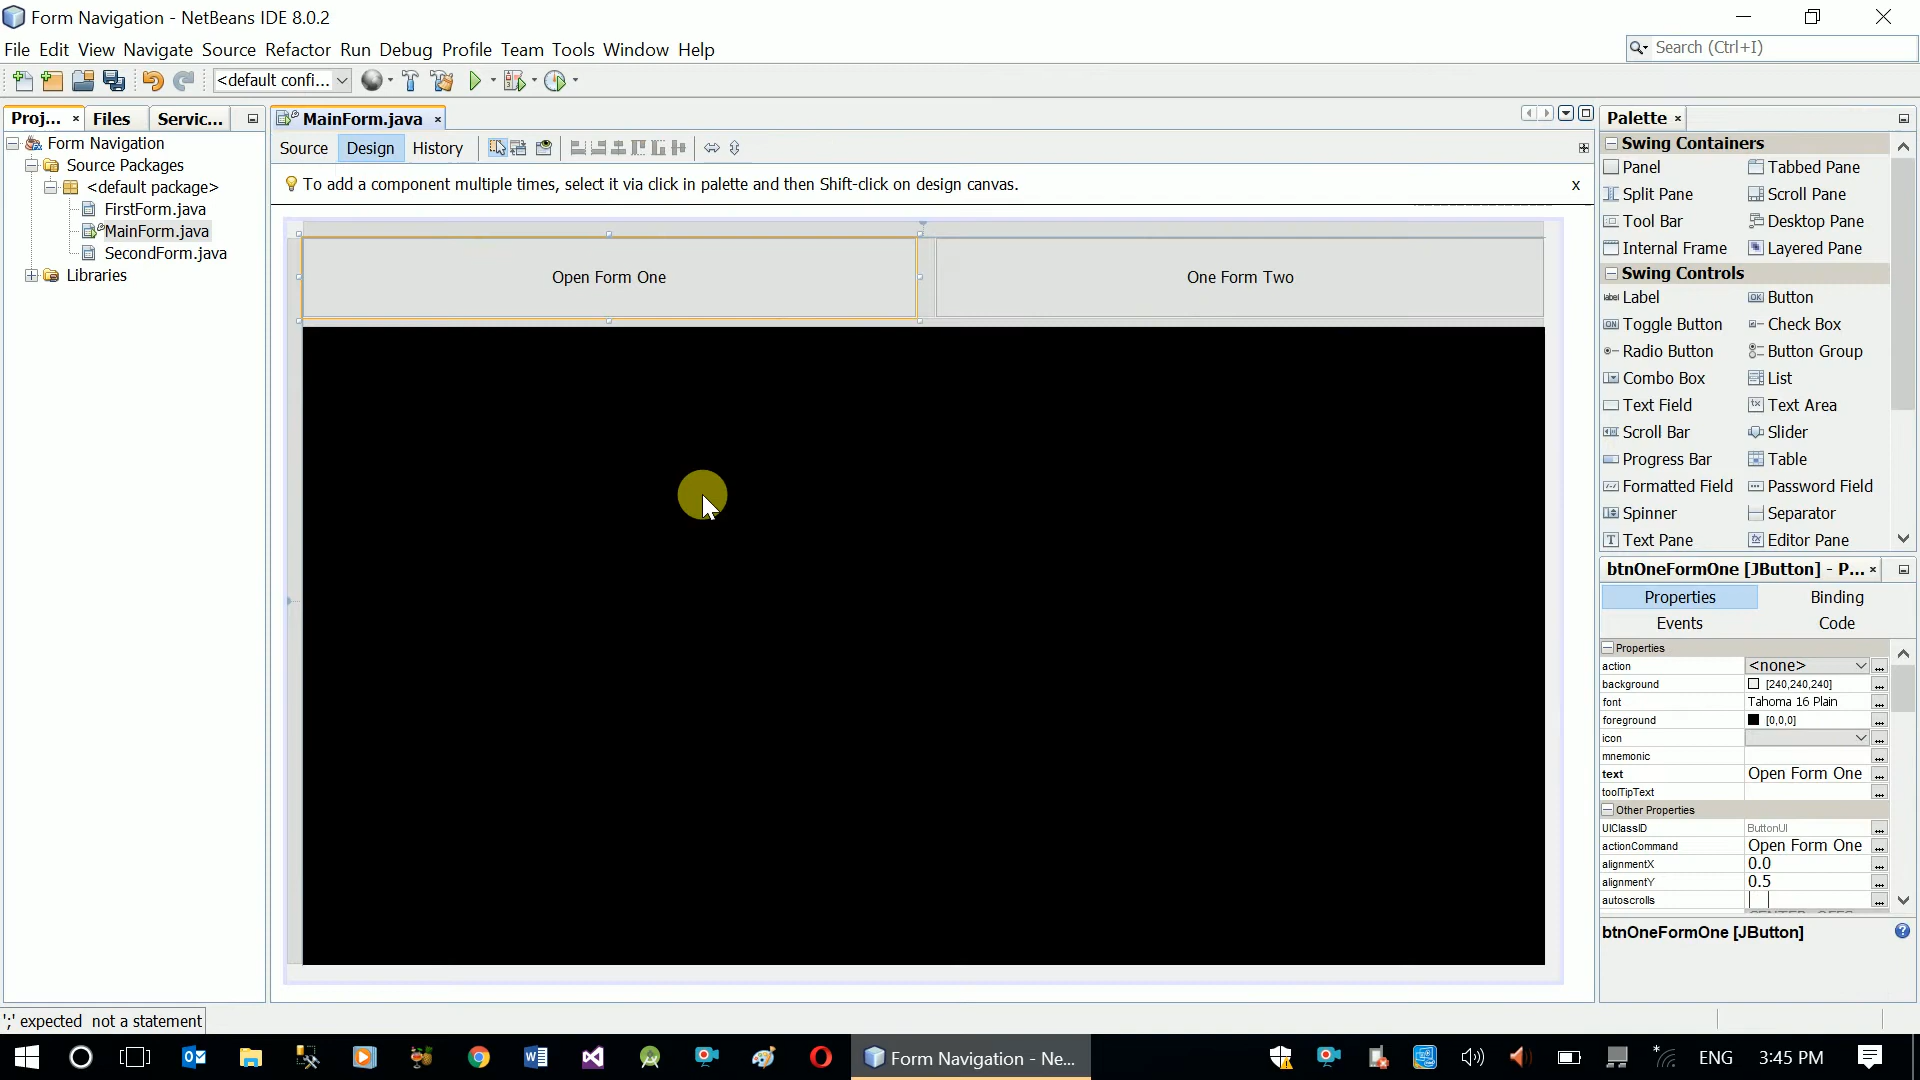 Form Navigation - NetBeans IDE 8.0.2
File Edit View Navigate Source Refactor Run Debug Profile Team Tools Window Help
Search (Ctrl+I)
<default confi...
Proj... Files Servic...
MainForm.java
Palette
Form Navigation
Source Packages
<default package>
FirstForm.java
MainForm.java
SecondForm.java
Libraries
Source Design History
To add a component multiple times, select it via click in palette and then Shift-click on design canvas.
x
Open Form One
One Form Two
Swing Containers
Panel Tabbed Pane
Split Pane Scroll Pane
Tool Bar Desktop Pane
Internal Frame Layered Pane
Swing Controls
label Label OK Button
ON Toggle Button Check Box
Radio Button Button Group
Combo Box List
Text Field Text Area
Scroll Bar Slider
Progress Bar Table
Formatted Field Password Field
Spinner Separator
Text Pane Editor Pane
btnOneFormOne [JButton] - P...
Properties Binding
Events Code
Properties
action <none>
background [240,240,240]
font Tahoma 16 Plain
foreground [0,0,0]
icon
mnemonic
text Open Form One
toolTipText
Other Properties
UIClassID ButtonUI
actionCommand Open Form One
alignmentX 0.0
alignmentY 0.5
autoscrolls
btnOneFormOne [JButton]
';' expected not a statement
Form Navigation - Ne...
ENG 3:45 PM